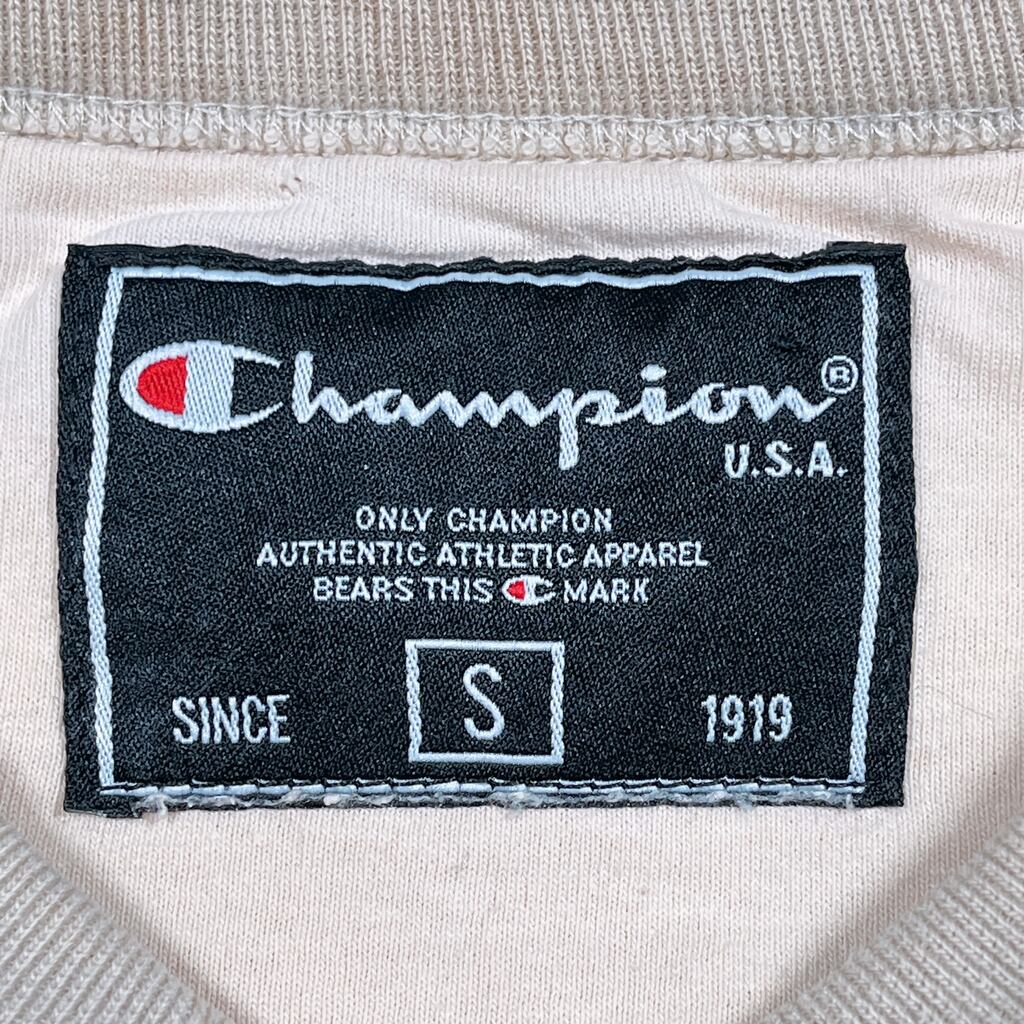 Champion®
U.S.A.
ONLY CHAMPION
AUTHENTIC ATHLETIC APPAREL
BEARS THIS C MARK
S
SINCE 1919